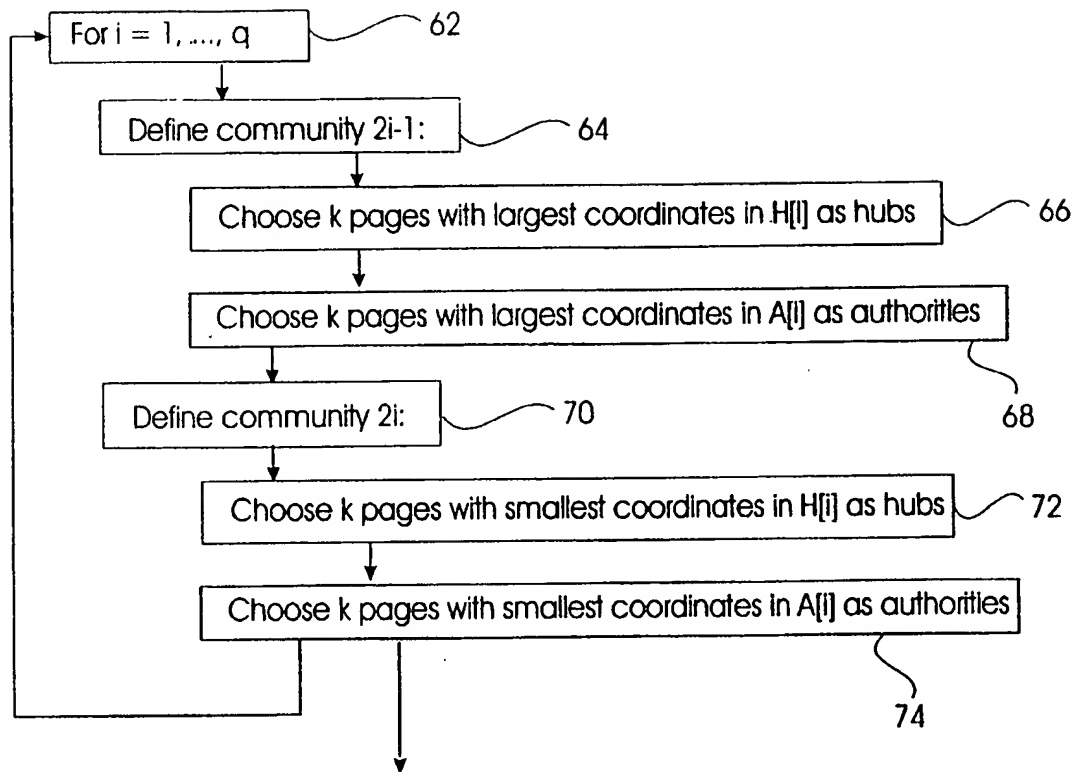 For i = 1, ...., q
62
Define community 2i-1:
64
Choose k pages with largest coordinates in H[I] as hubs
66
Choose k pages with largest coordinates in A[I] as authorities
68
Define community 2i:
70
Choose k pages with smallest coordinates in H[i] as hubs
72
Choose k pages with smallest coordinates in A[i] as authorities
74